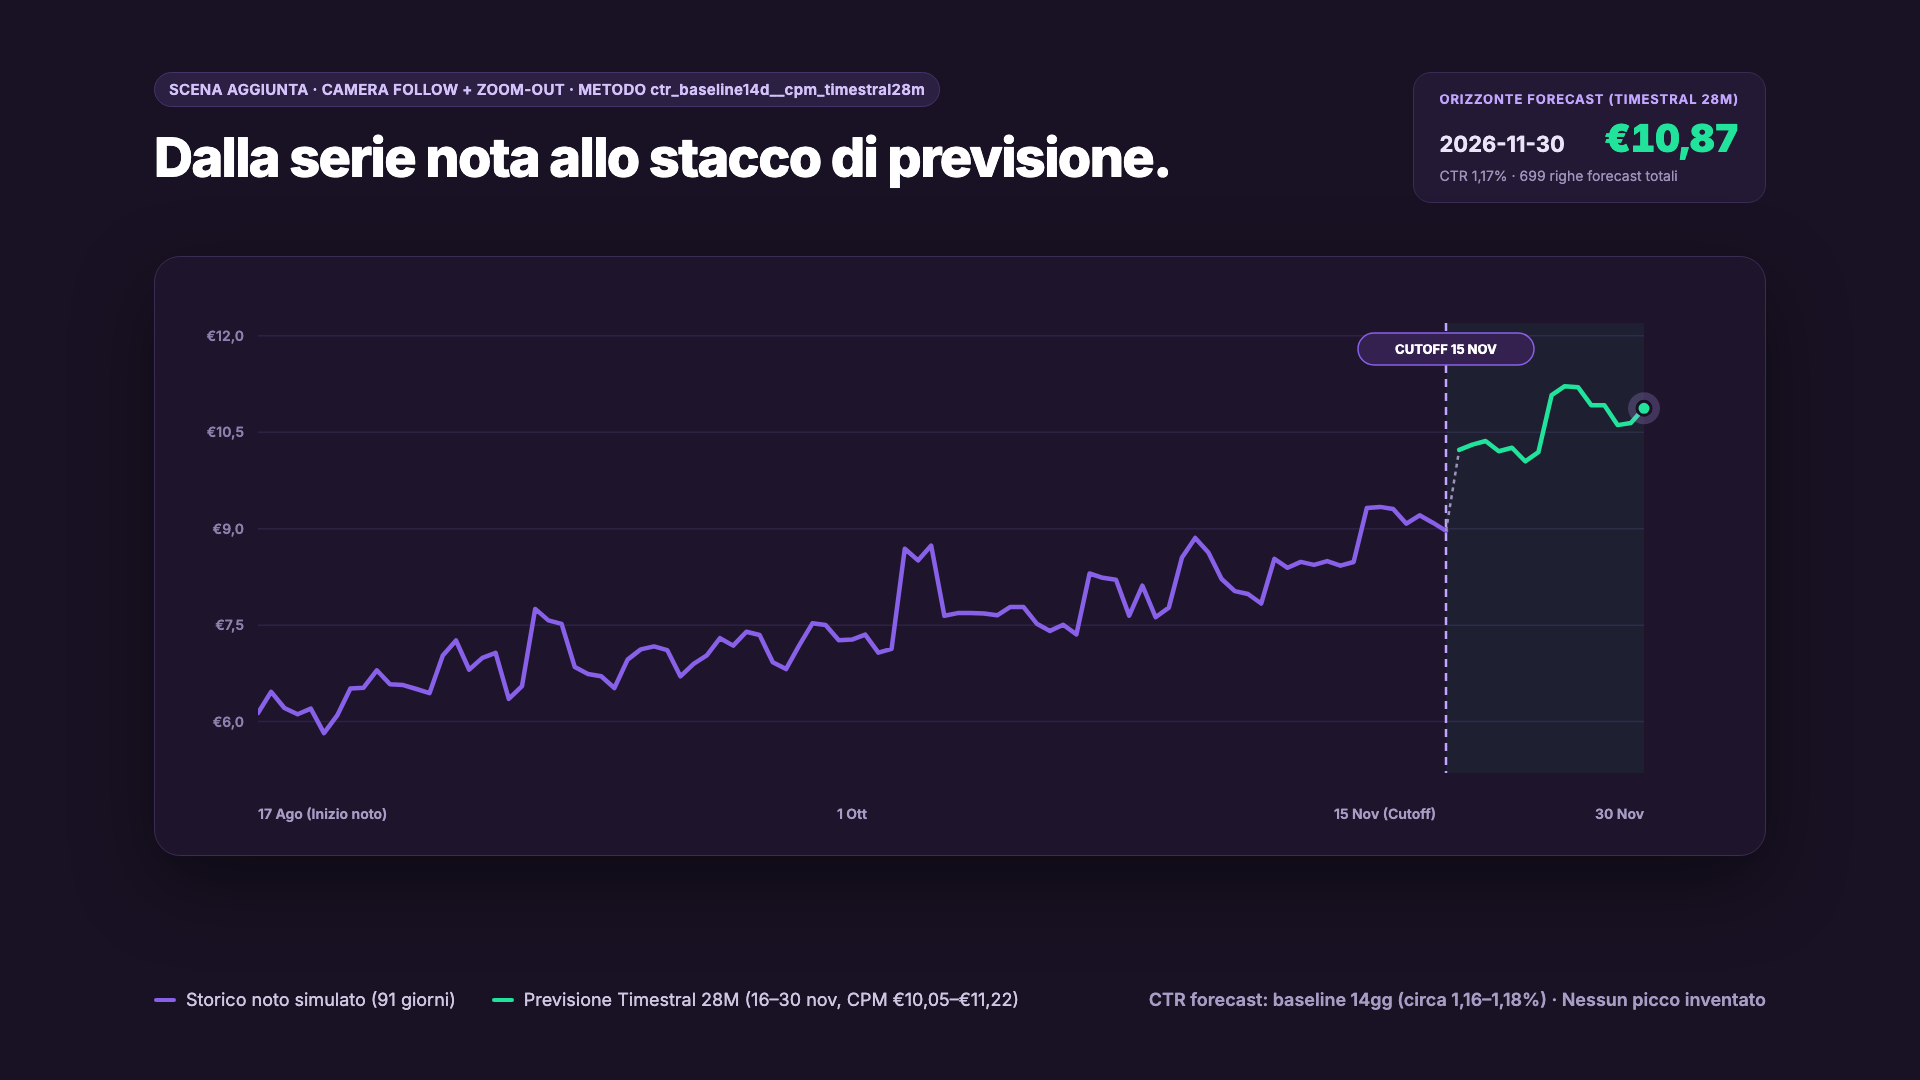 SCENA AGGIUNTA · CAMERA FOLLOW + ZOOM-OUT · METODO ctr_baseline14d__cpm_timestral28m
Dalla serie nota allo stacco di previsione.
ORIZZONTE FORECAST (TIMESTRAL 28M)
2026-11-30 €10,87
CTR 1,17% · 699 righe forecast totali
€12,0
€10,5
€9,0
€7,5
€6,0
CUTOFF 15 NOV
17 Ago (Inizio noto) 1 Ott 15 Nov (Cutoff) 30 Nov
Storico noto simulato (91 giorni) Previsione Timestral 28M (16–30 nov, CPM €10,05–€11,22) CTR forecast: baseline 14gg (circa 1,16–1,18%) · Nessun picco inventato